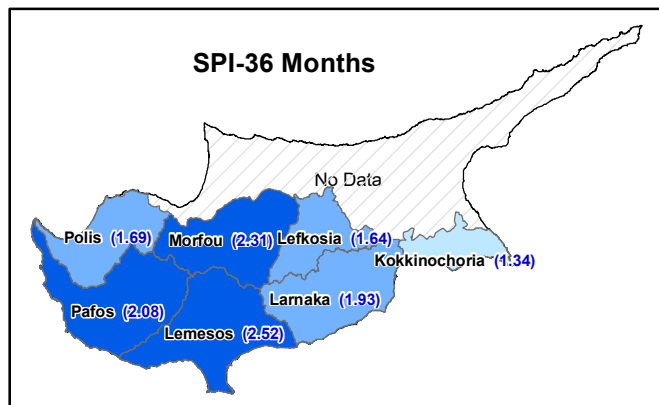 SPI-36 Months
No Data
Polis (1.69)
Morfou (2.31)
Lefkosia (1.64)
Kokkinochoria (1.34)
Pafos (2.08)
Larnaka (1.93)
Lemesos (2.52)